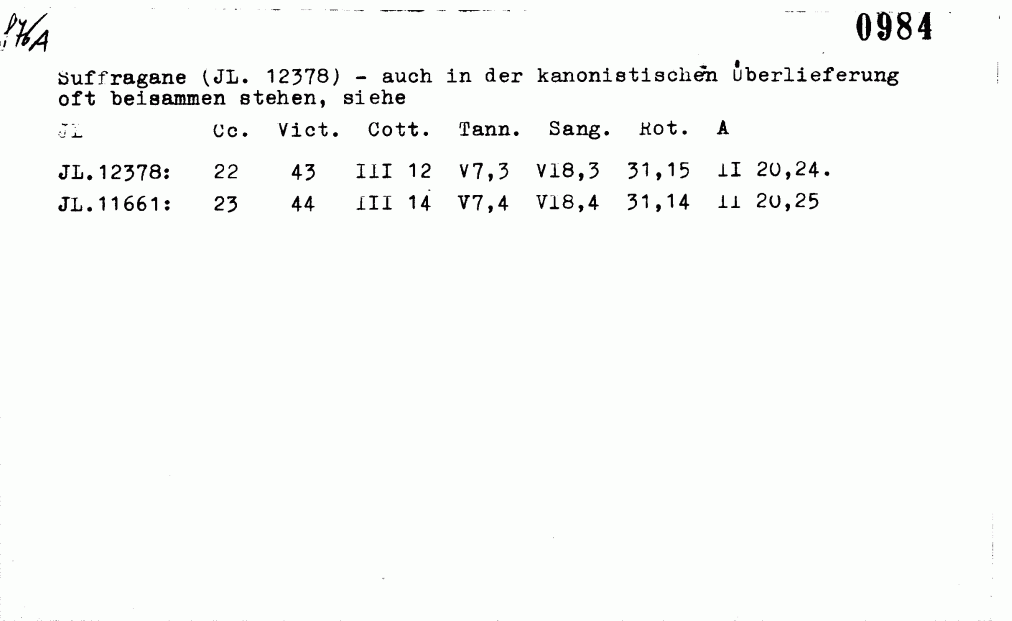 0984
Suffragane (JL. 12378) - auch in der kanonistischen Überlieferung
oft beisammen stehen, siehe
JL Cc. Vict. Cott. Tann. Sang. Rot. A
JL.12378: 22 43 III 12 V7,3 V18,3 31,15 II 20,24.
JL.11661: 23 44 III 14 V7,4 V18,4 31,14 II 20,25